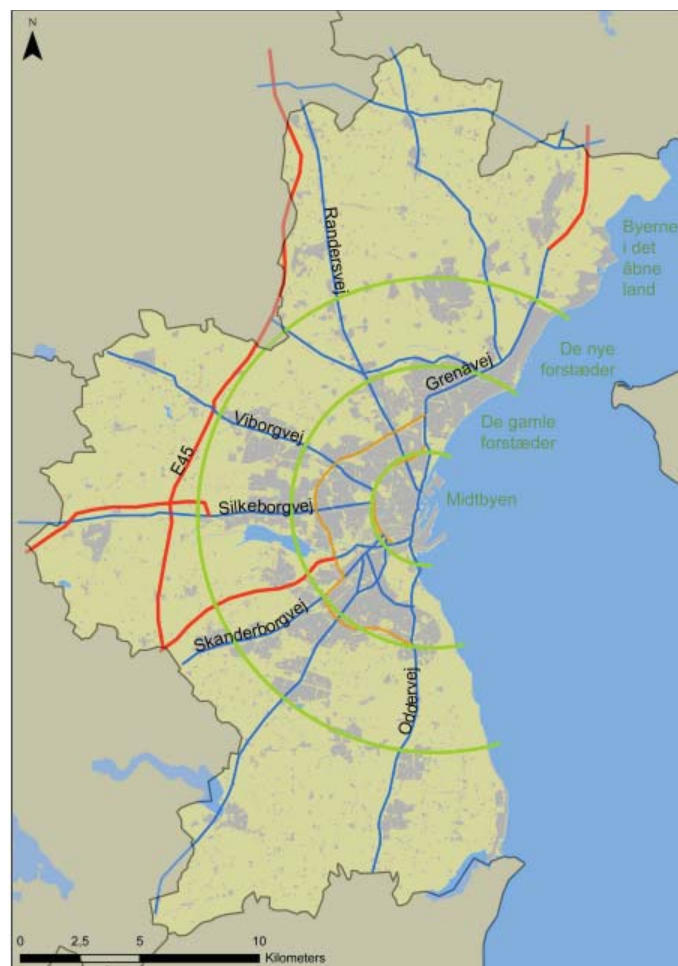 N
Randersvej
Byerne
i det
åbne
land
De nye
forstæder
Grenåvej
De gamle
forstæder
Viborgvej
E45
Midtbyen
Silkeborgvej
Skanderborgvej
Oddervej
0 2,5 5 10
Kilometers